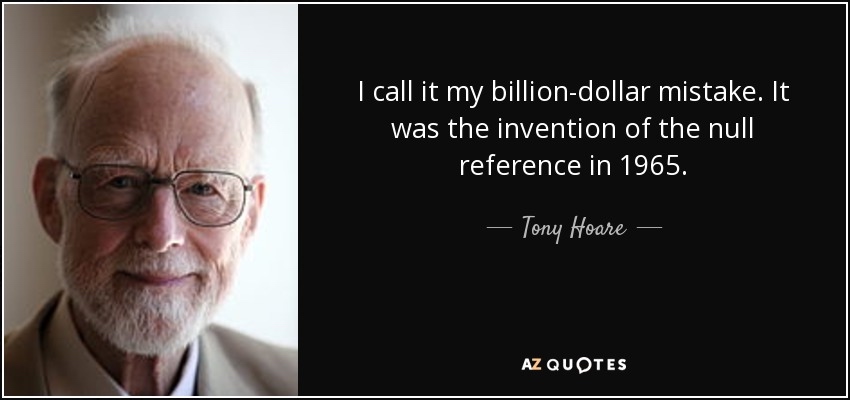 I call it my billion-dollar mistake. It
was the invention of the null
reference in 1965.
— Tony Hoare —
AZ QUOTES